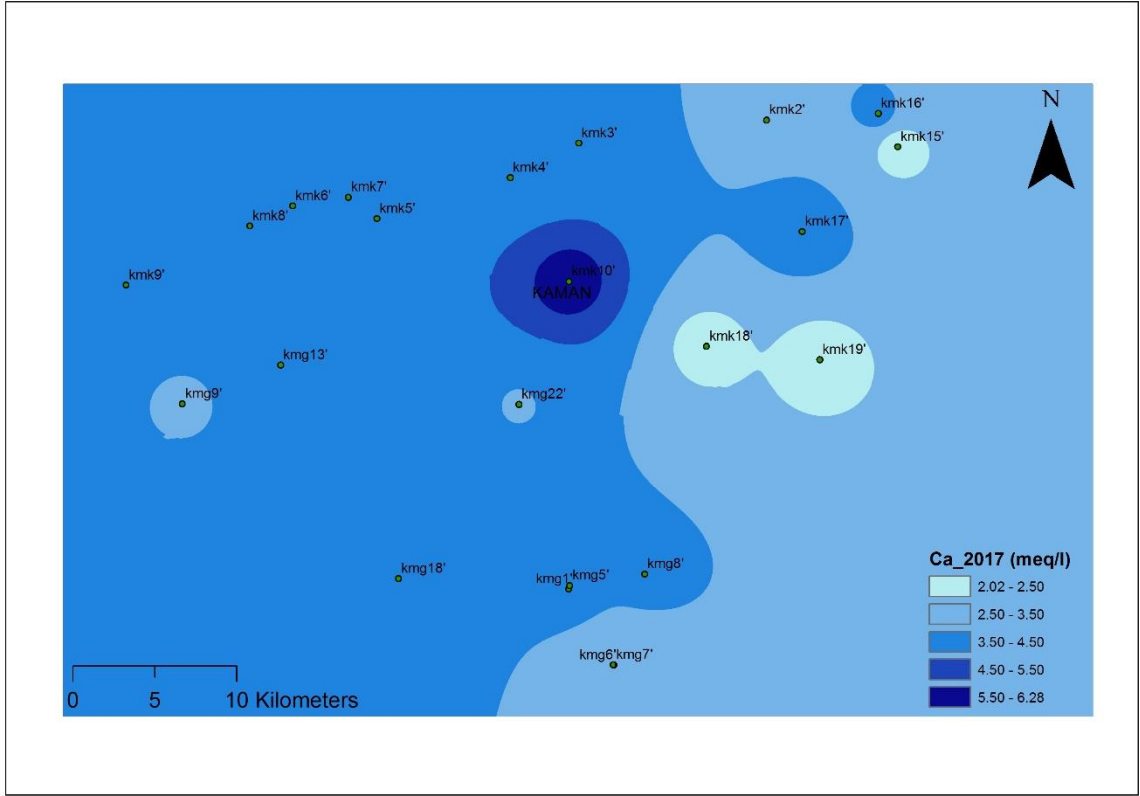 N
kmk2'
kmk16'
kmk15'
kmk3'
kmk4'
kmk7'
kmk6'
kmk5'
kmk8'
kmk17'
kmk9'
kmk10'
KAMAN
kmk18'
kmk19'
kmg13'
kmg9'
kmg22'
kmg18'
kmg1'
kmg5'
kmg8'
kmg6'
kmg7'
Ca_2017 (meq/l)
2.02 - 2.50
2.50 - 3.50
3.50 - 4.50
4.50 - 5.50
5.50 - 6.28
0 5 10 Kilometers